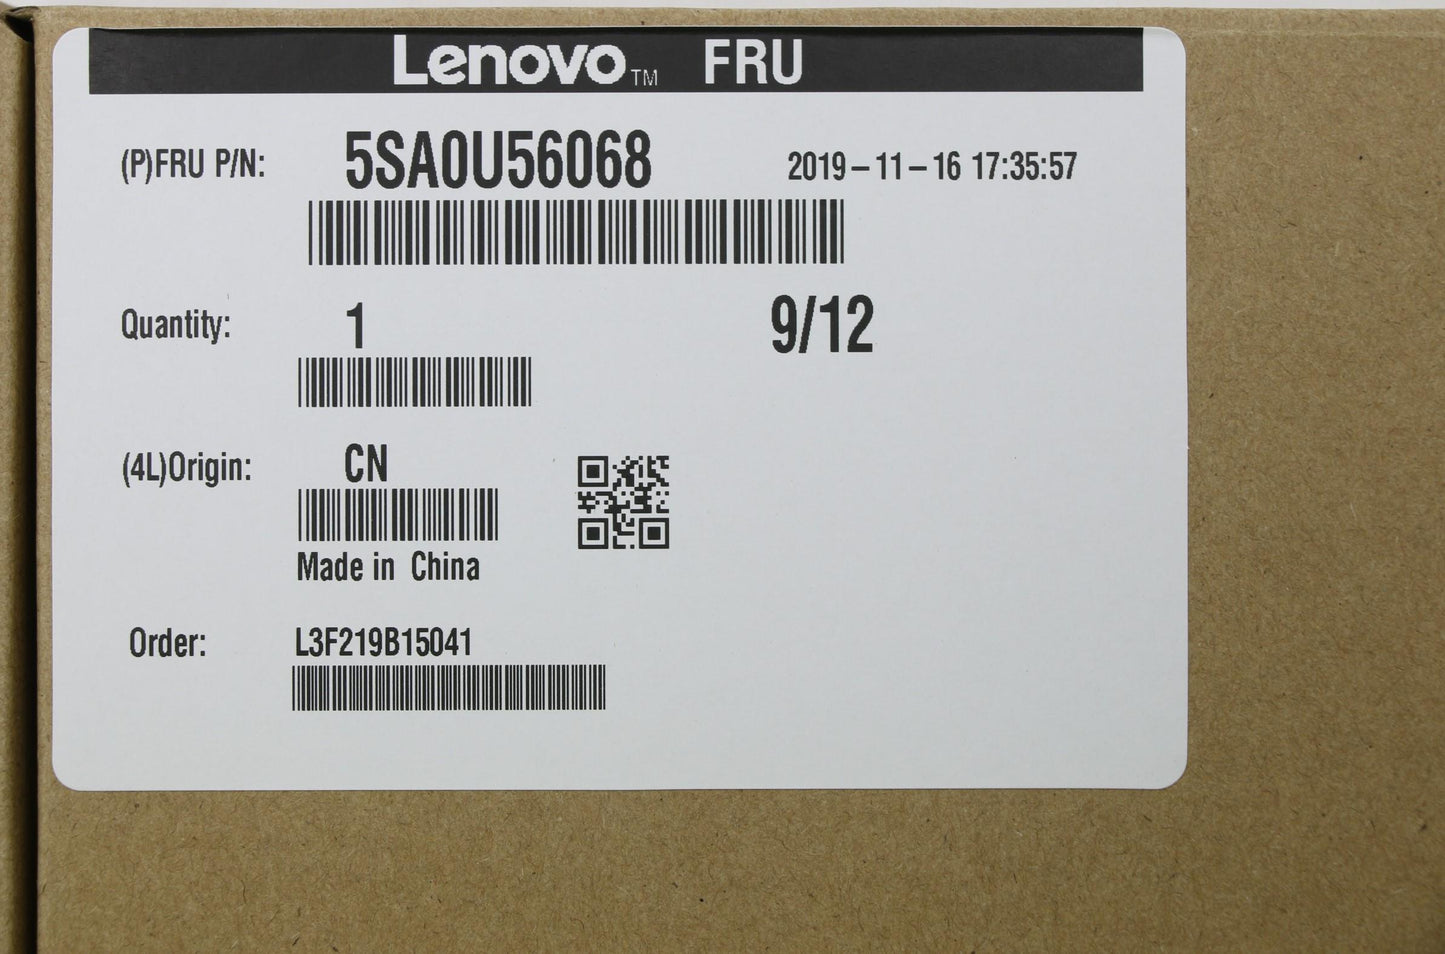 Lenovo™ FRU
(P)FRU P/N: 5SA0U56068 2019-11-16 17:35:57
Quantity: 1 9/12
(4L)Origin: CN
Made in China
Order: L3F219B15041